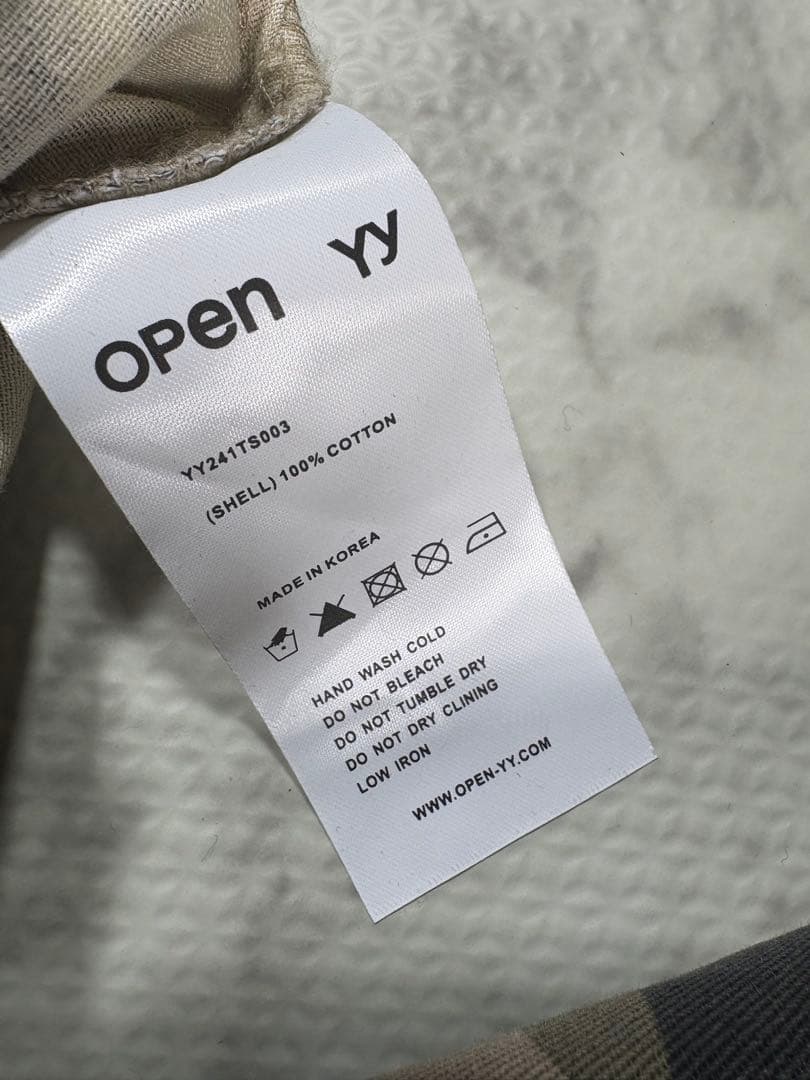 OPen YY
YY241TS003
(SHELL) 100% COTTON
MADE IN KOREA
HAND WASH COLD
DO NOT BLEACH
DO NOT TUMBLE DRY
DO NOT DRY CLINING
LOW IRON
WWW.OPEN-YY.COM